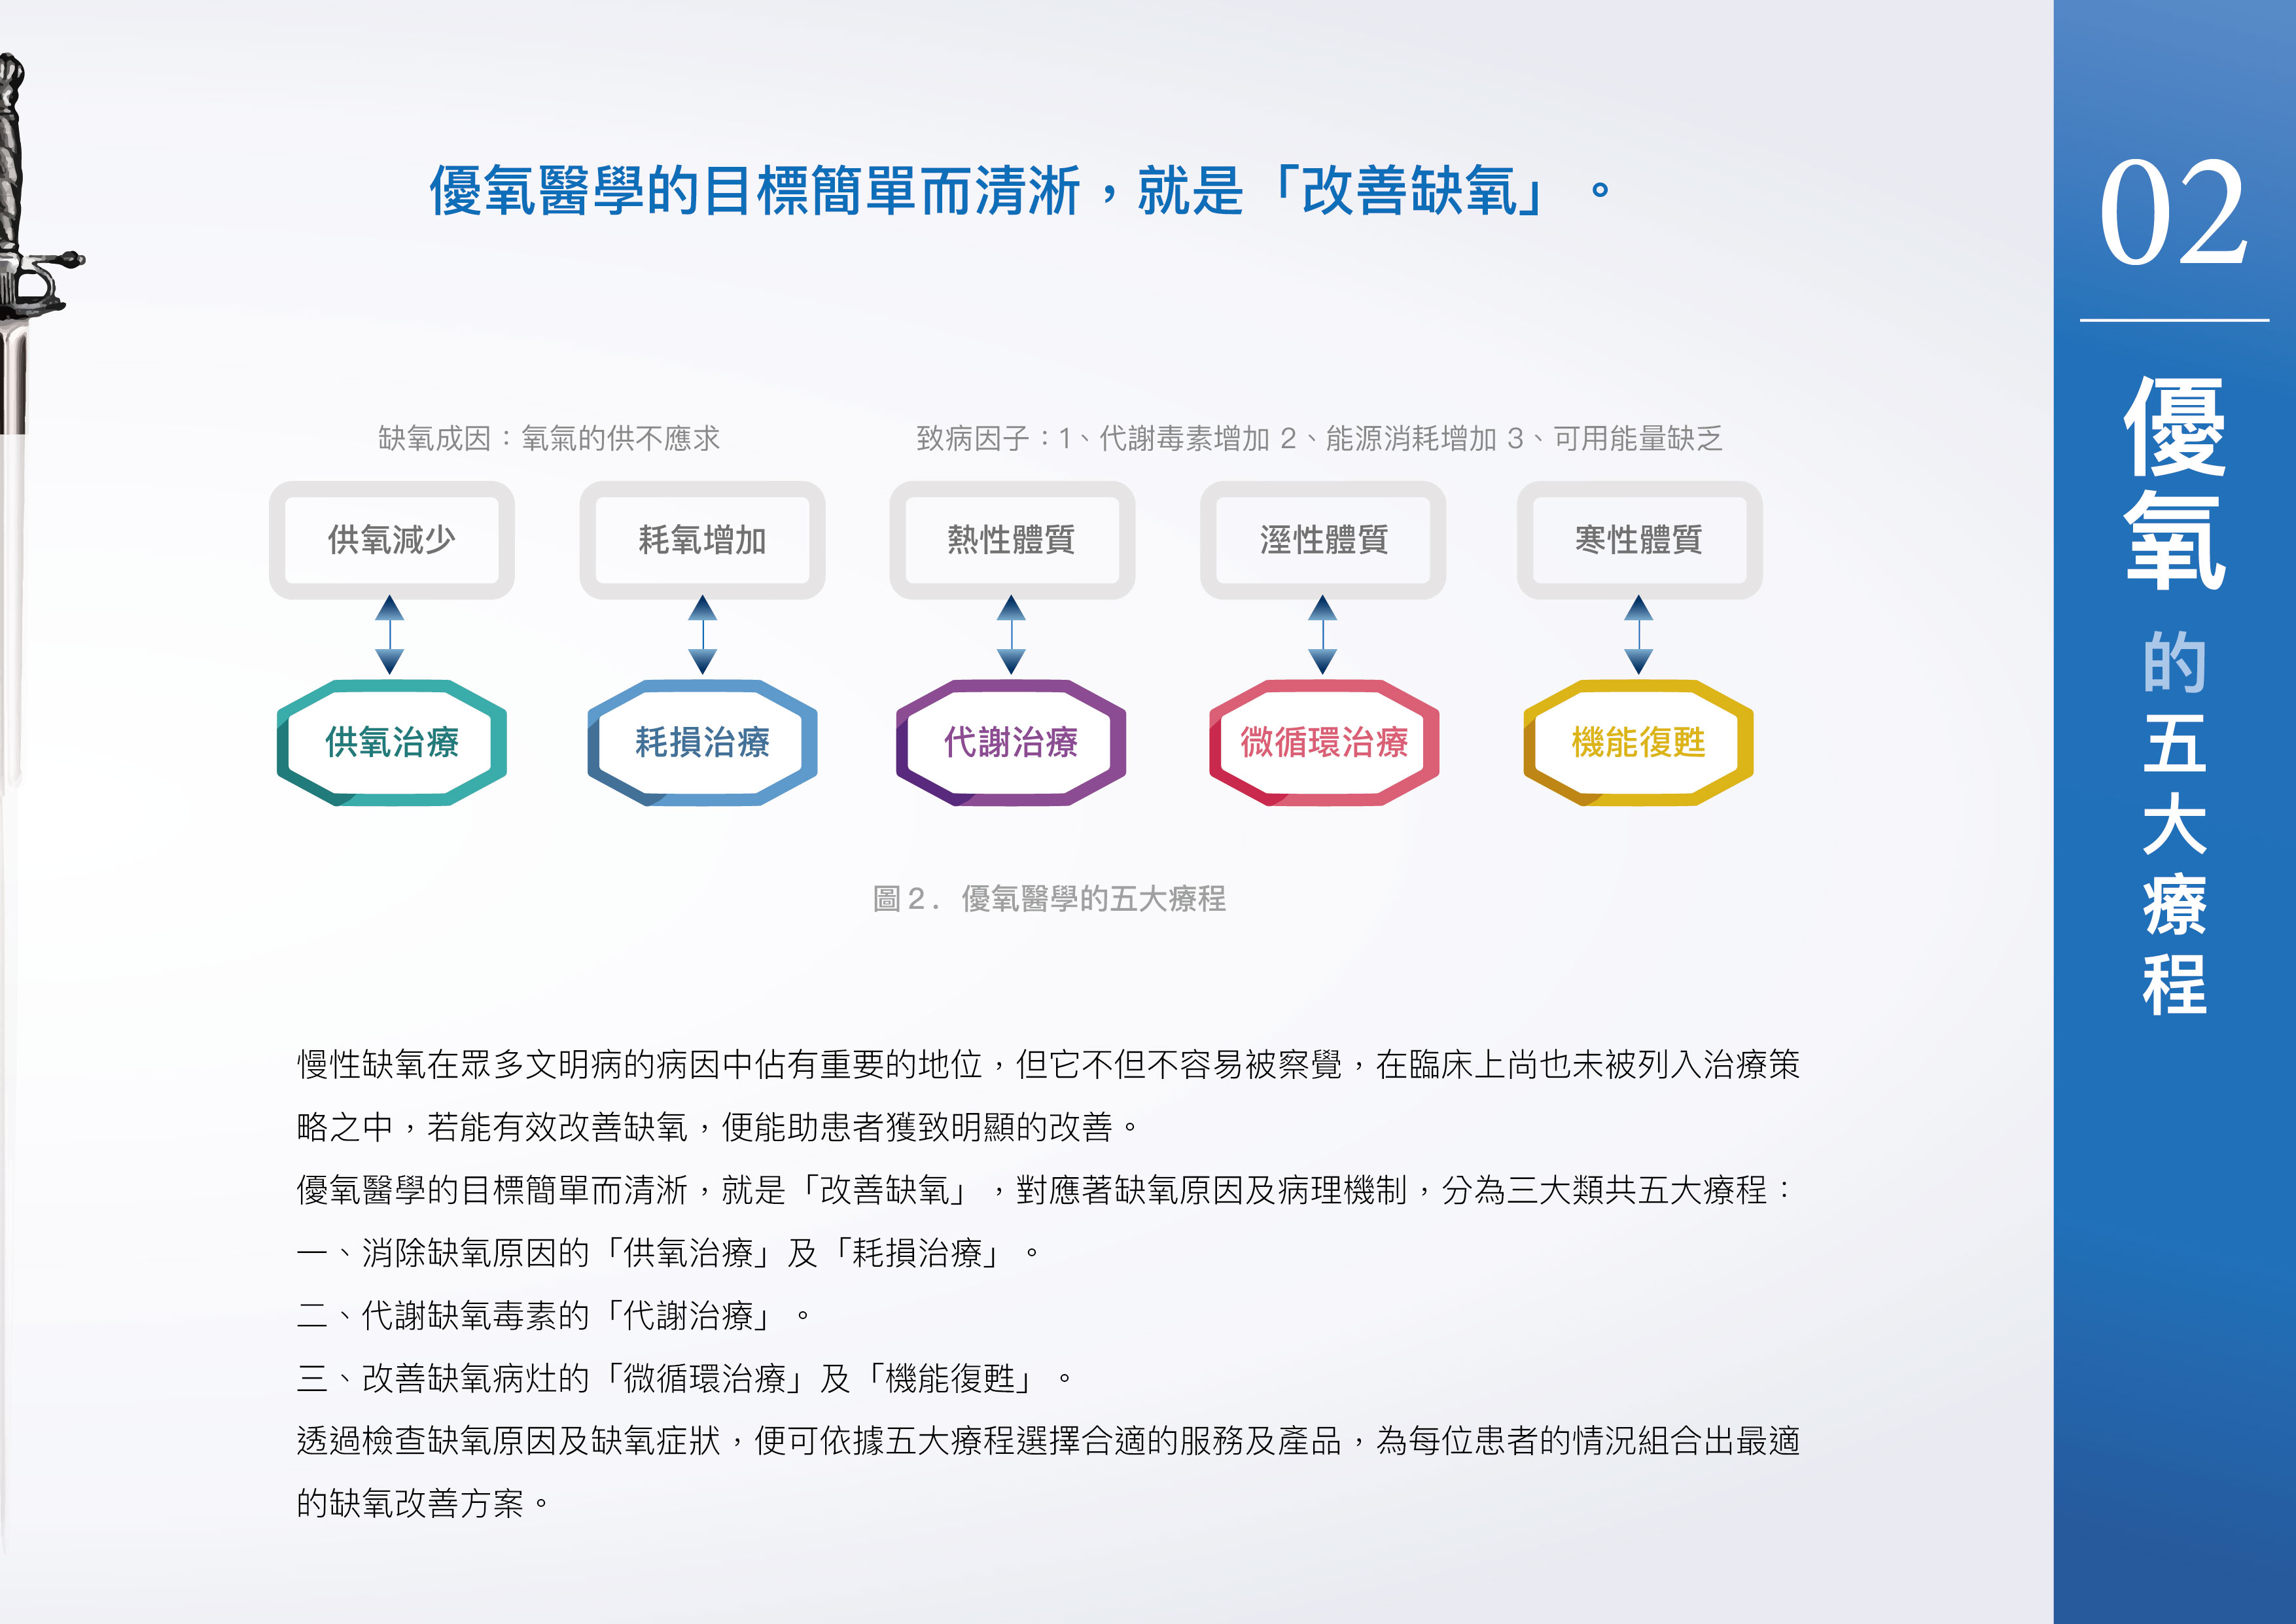 優氧醫學的目標簡單而清淅，就是「改善缺氧」。
缺氧成因：氧氣的供不應求
致病因子：1、代謝毒素增加 2、能源消耗增加 3、可用能量缺乏
供氧減少
耗氧增加
熱性體質
溼性體質
寒性體質
供氧治療
耗損治療
代謝治療
微循環治療
機能復甦
圖2．優氧醫學的五大療程
慢性缺氧在眾多文明病的病因中佔有重要的地位，但它不但不容易被察覺，在臨床上尚也未被列入治療策
略之中，若能有效改善缺氧，便能助患者獲致明顯的改善。
優氧醫學的目標簡單而清淅，就是「改善缺氧」，對應著缺氧原因及病理機制，分為三大類共五大療程：
一、消除缺氧原因的「供氧治療」及「耗損治療」。
二、代謝缺氧毒素的「代謝治療」。
三、改善缺氧病灶的「微循環治療」及「機能復甦」。
透過檢查缺氧原因及缺氧症狀，便可依據五大療程選擇合適的服務及產品，為每位患者的情況組合出最適
的缺氧改善方案。
02
優氧的五大療程